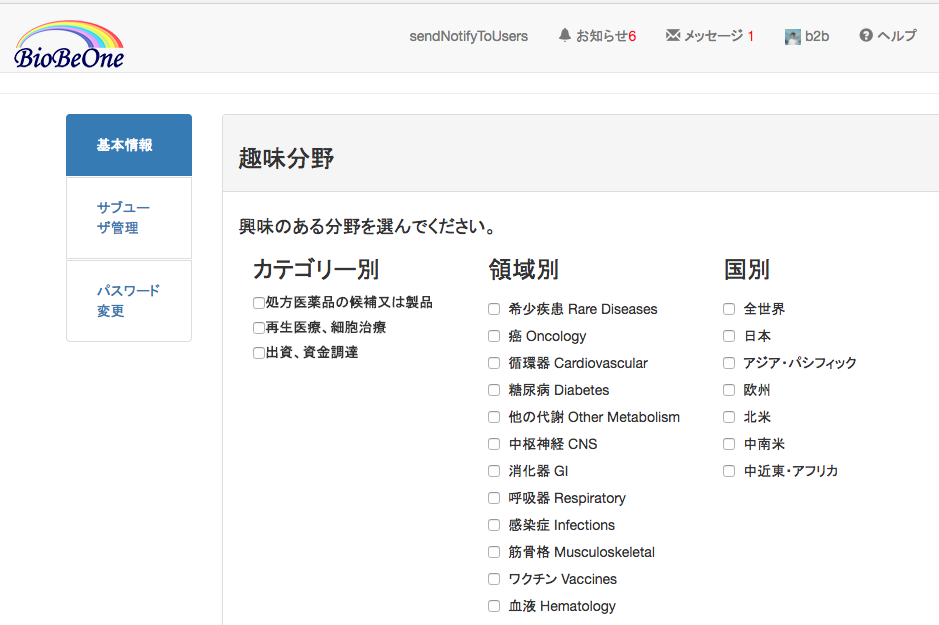 BioBeOne
sendNotifyToUsers
お知らせ6
メッセージ 1
b2b
ヘルプ
基本情報
サブユー
ザ管理
パスワード
変更
趣味分野
興味のある分野を選んでください。
カテゴリー別
処方医薬品の候補又は製品
再生医療、細胞治療
出資、資金調達
領域別
希少疾患 Rare Diseases
癌 Oncology
循環器 Cardiovascular
糖尿病 Diabetes
他の代謝 Other Metabolism
中枢神経 CNS
消化器 GI
呼吸器 Respiratory
感染症 Infections
筋骨格 Musculoskeletal
ワクチン Vaccines
血液 Hematology
国別
全世界
日本
アジア・パシフィック
欧州
北米
中南米
中近東・アフリカ